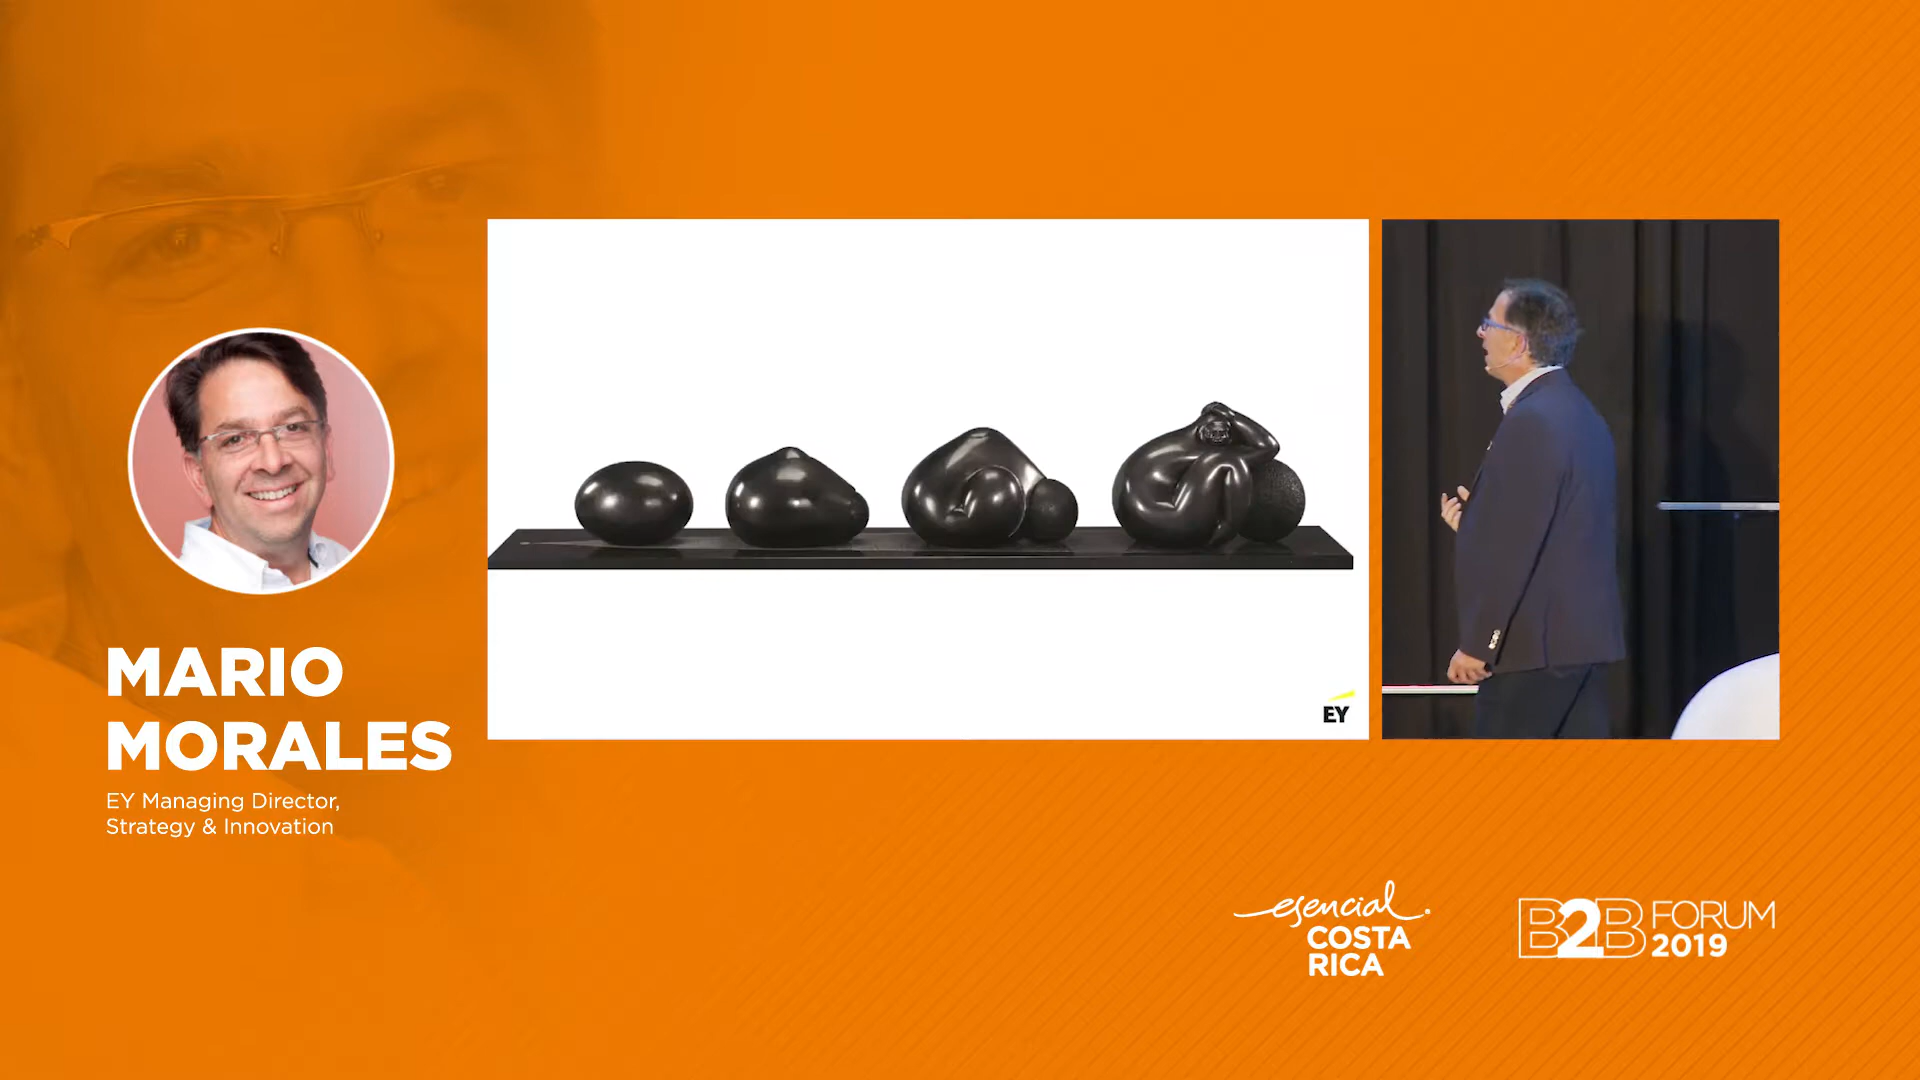 MARIO
MORALES
EY Managing Director,
Strategy & Innovation
EY
esencial
COSTA
RICA
B2B FORUM
2019